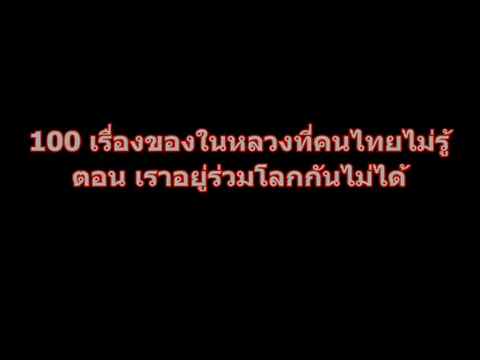 100 เรื่องของในหลวงที่คนไทยไม่รู้
ตอน เราอยู่ร่วมโลกกันไม่ได้